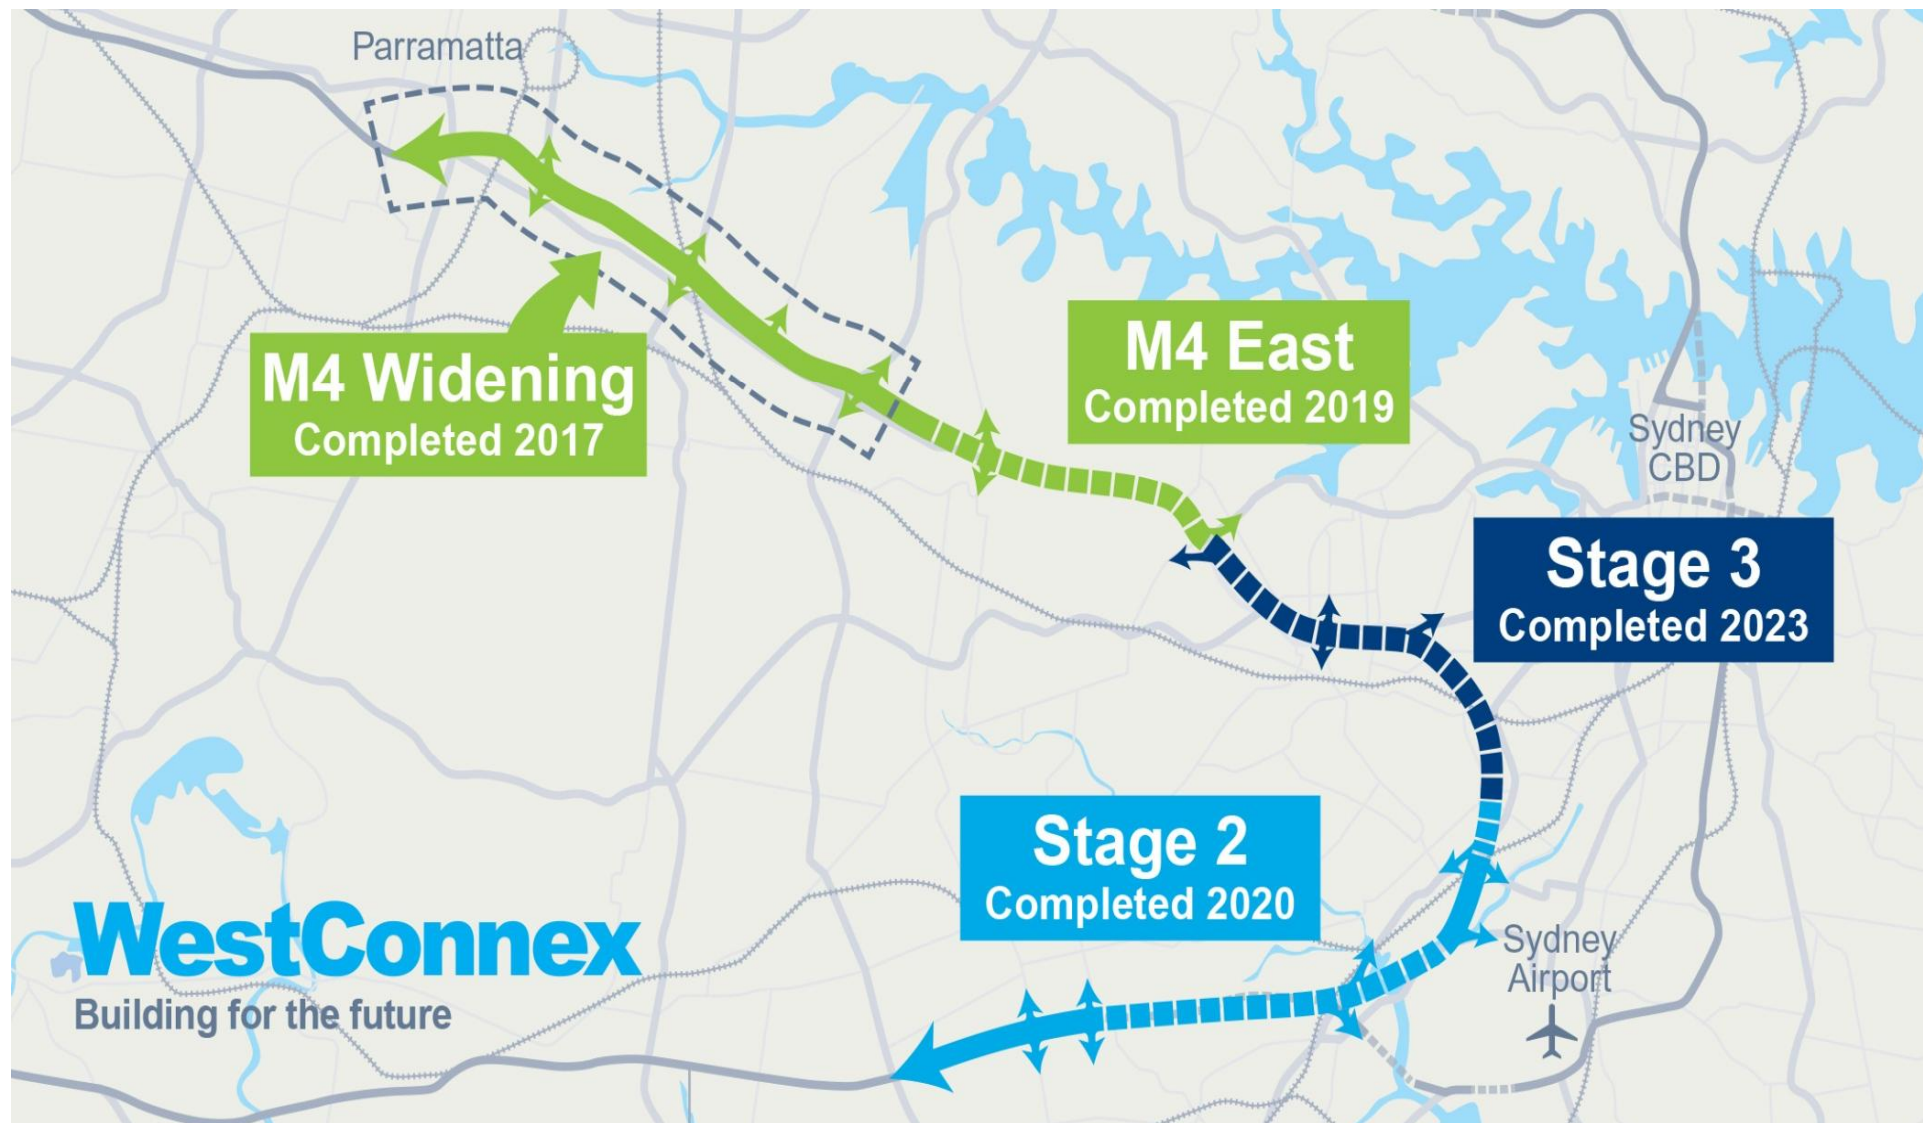 Parramatta
M4 Widening
Completed 2017
M4 East
Completed 2019
Sydney
CBD
Stage 3
Completed 2023
Stage 2
Completed 2020
Sydney
Airport
WestConnex
Building for the future